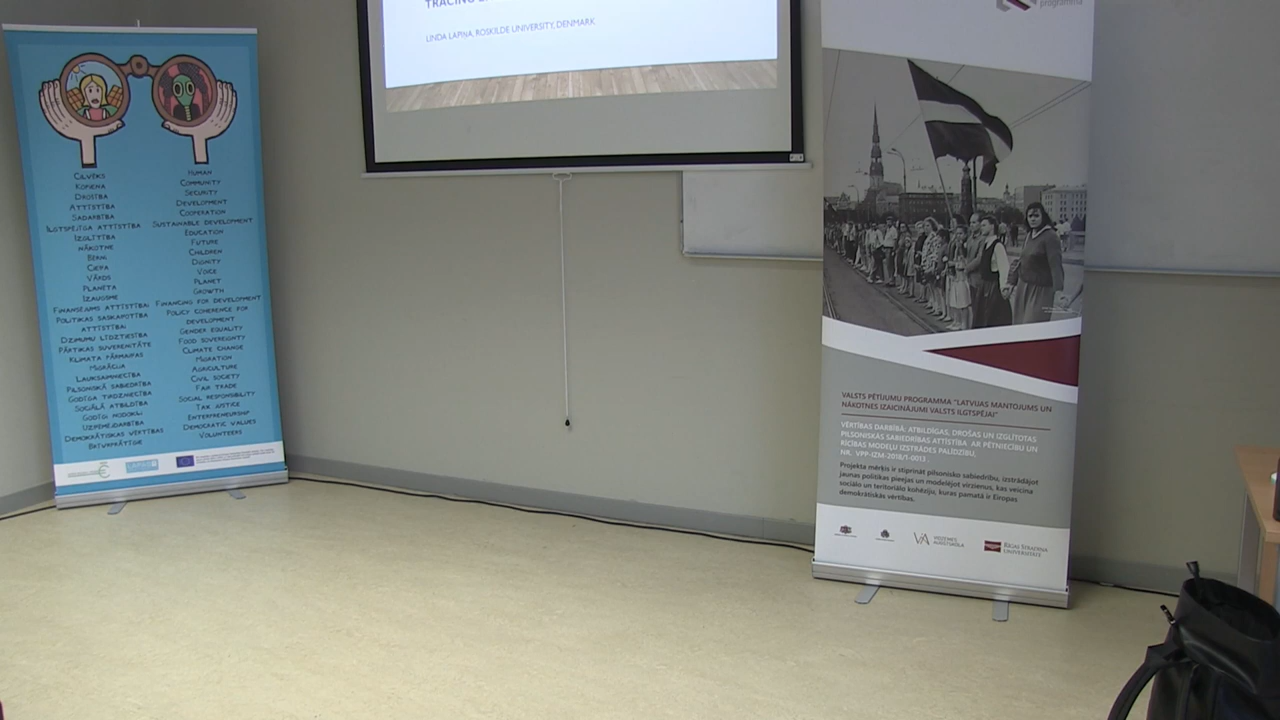 CILVĒKS
KOPIENA
DROŠĪBA
ATTĪSTĪBA
SADARBĪBA
ILGTSPĒJĪGA ATTĪSTĪBA
IZGLĪTĪBA
NĀKOTNE
BĒRNI
CIEŅA
VĀRDS
PLANĒTA
IZAUGSME
FINANSĒJUMS ATTĪSTĪBAI
POLITIKAS SASKAŅOTĪBA
ATTĪSTĪBAI
DZIMUMU LĪDZTIESĪBA
PĀRTIKAS SUVERENITĀTE
KLIMATA PĀRMAIŅAS
MIGRĀCIJA
LAUKSAIMNIECĪBA
PILSONISKĀ SABIEDRĪBA
GODĪGA TIRDZNIECĪBA
SOCIĀLĀ ATBILDĪBA
GODĪGI NODOKĻI
UZŅĒMĒJDARBĪBA
DEMOKRĀTISKAS VĒRTĪBAS
BRĪVPRĀTĪGIE
HUMAN
COMMUNITY
SECURITY
DEVELOPMENT
COOPERATION
SUSTAINABLE DEVELOPMENT
EDUCATION
FUTURE
CHILDREN
DIGNITY
VOICE
PLANET
GROWTH
FINANCING FOR DEVELOPMENT
POLICY COHERENCE FOR
DEVELOPMENT
GENDER EQUALITY
FOOD SOVEREIGNTY
CLIMATE CHANGE
MIGRATION
AGRICULTURE
CIVIL SOCIETY
FAIR TRADE
SOCIAL RESPONSIBILITY
TAX JUSTICE
ENTREPRENEURSHIP
DEMOCRATIC VALUES
VOLUNTEERS
LAPAS
TRACING
LINDA LAPIŅA, ROSKILDE UNIVERSITY, DENMARK
programma
VALSTS PĒTĪJUMU PROGRAMMA "LATVIJAS MANTOJUMS UN
NĀKOTNES IZAICINĀJUMI VALSTS ILGTSPĒJAI"
VĒRTĪBAS DARBĪBĀ: ATBILDĪGAS, DROŠAS UN IZGLĪTOTAS
PILSONISKĀS SABIEDRĪBAS ATTĪSTĪBA AR PĒTNIECĪBU UN
RĪCĪBAS MODEĻU IZSTRĀDES PALĪDZĪBU,
NR. VPP-IZM-2018/1-0013 .
Projekta mērķis ir stiprināt pilsonisko sabiedrību, izstrādājot
jaunas politikas pieejas un modelējot virzienus, kas veicina
sociālo un teritoriālo kohēziju, kuras pamatā ir Eiropas
demokrātiskās vērtības.
VIA VIDZEMES
AUGSTSKOLA
RĪGAS STRADIŅA
UNIVERSITĀTE